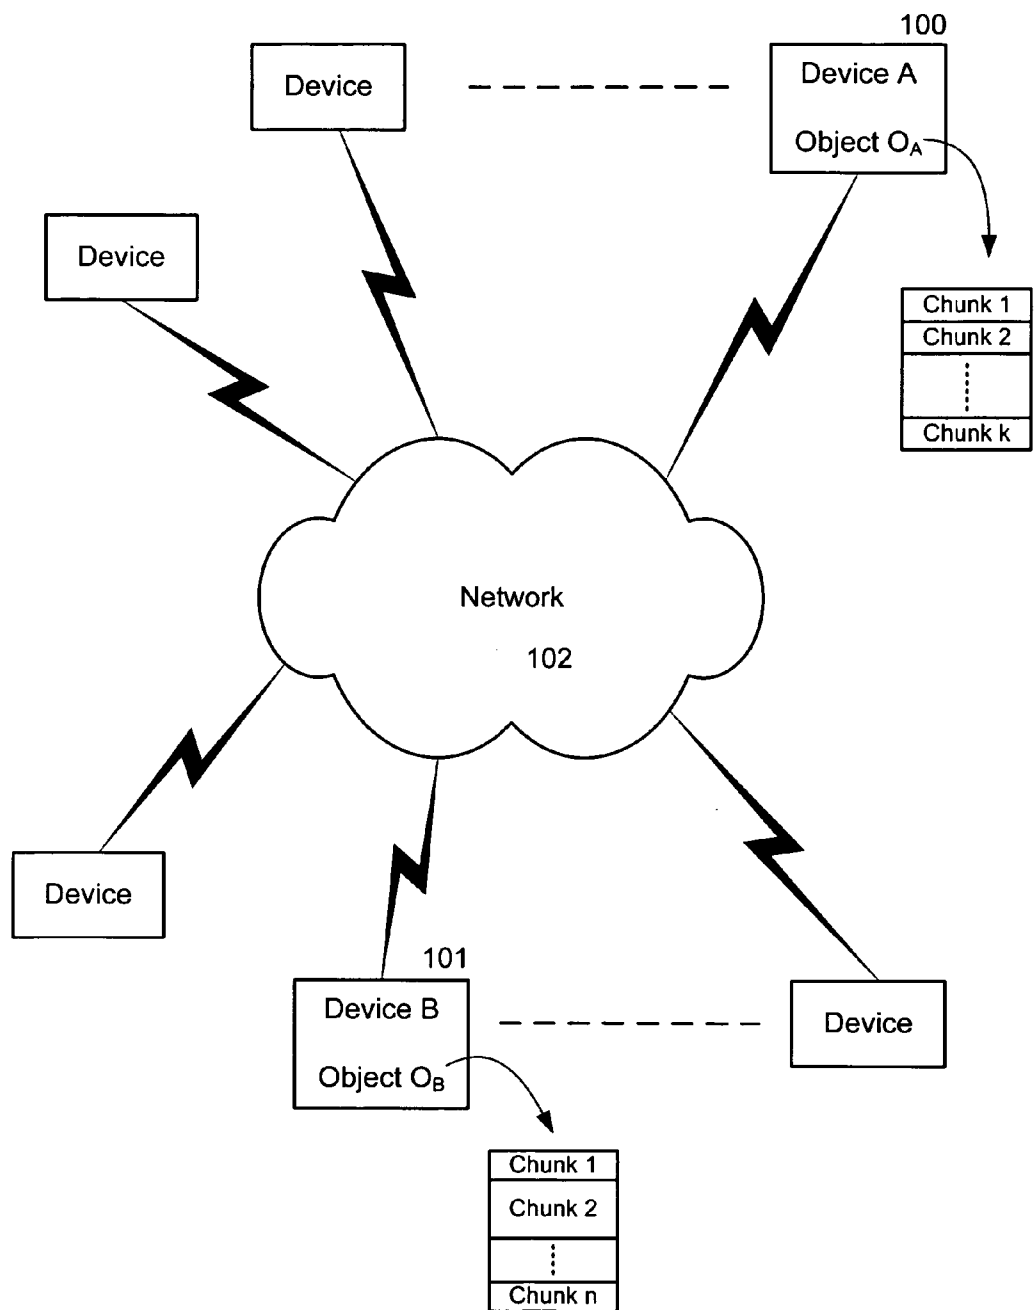 100
Device
Device A
Object O_A
Device
Chunk 1
Chunk 2
Chunk k
Network
102
Device
101
Device B
Object O_B
Device
Chunk 1
Chunk 2
Chunk n